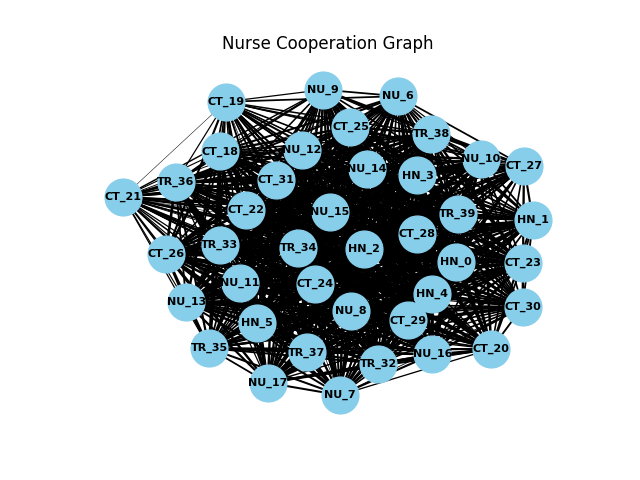 Nurse Cooperation Graph
NU_9
NU_6
CT_19
CT_25
TR_38
CT_18
NU_12
NU_10
CT_27
NU_14
HN_3
TR_36
CT_31
CT_21
CT_22
NU_15
TR_39
HN_1
CT_28
TR_33
TR_34
HN_2
CT_26
HN_0
CT_23
NU_11
CT_24
HN_4
NU_13
CT_30
NU_8
CT_29
HN_5
TR_35
TR_37
NU_16
CT_20
TR_32
NU_17
NU_7